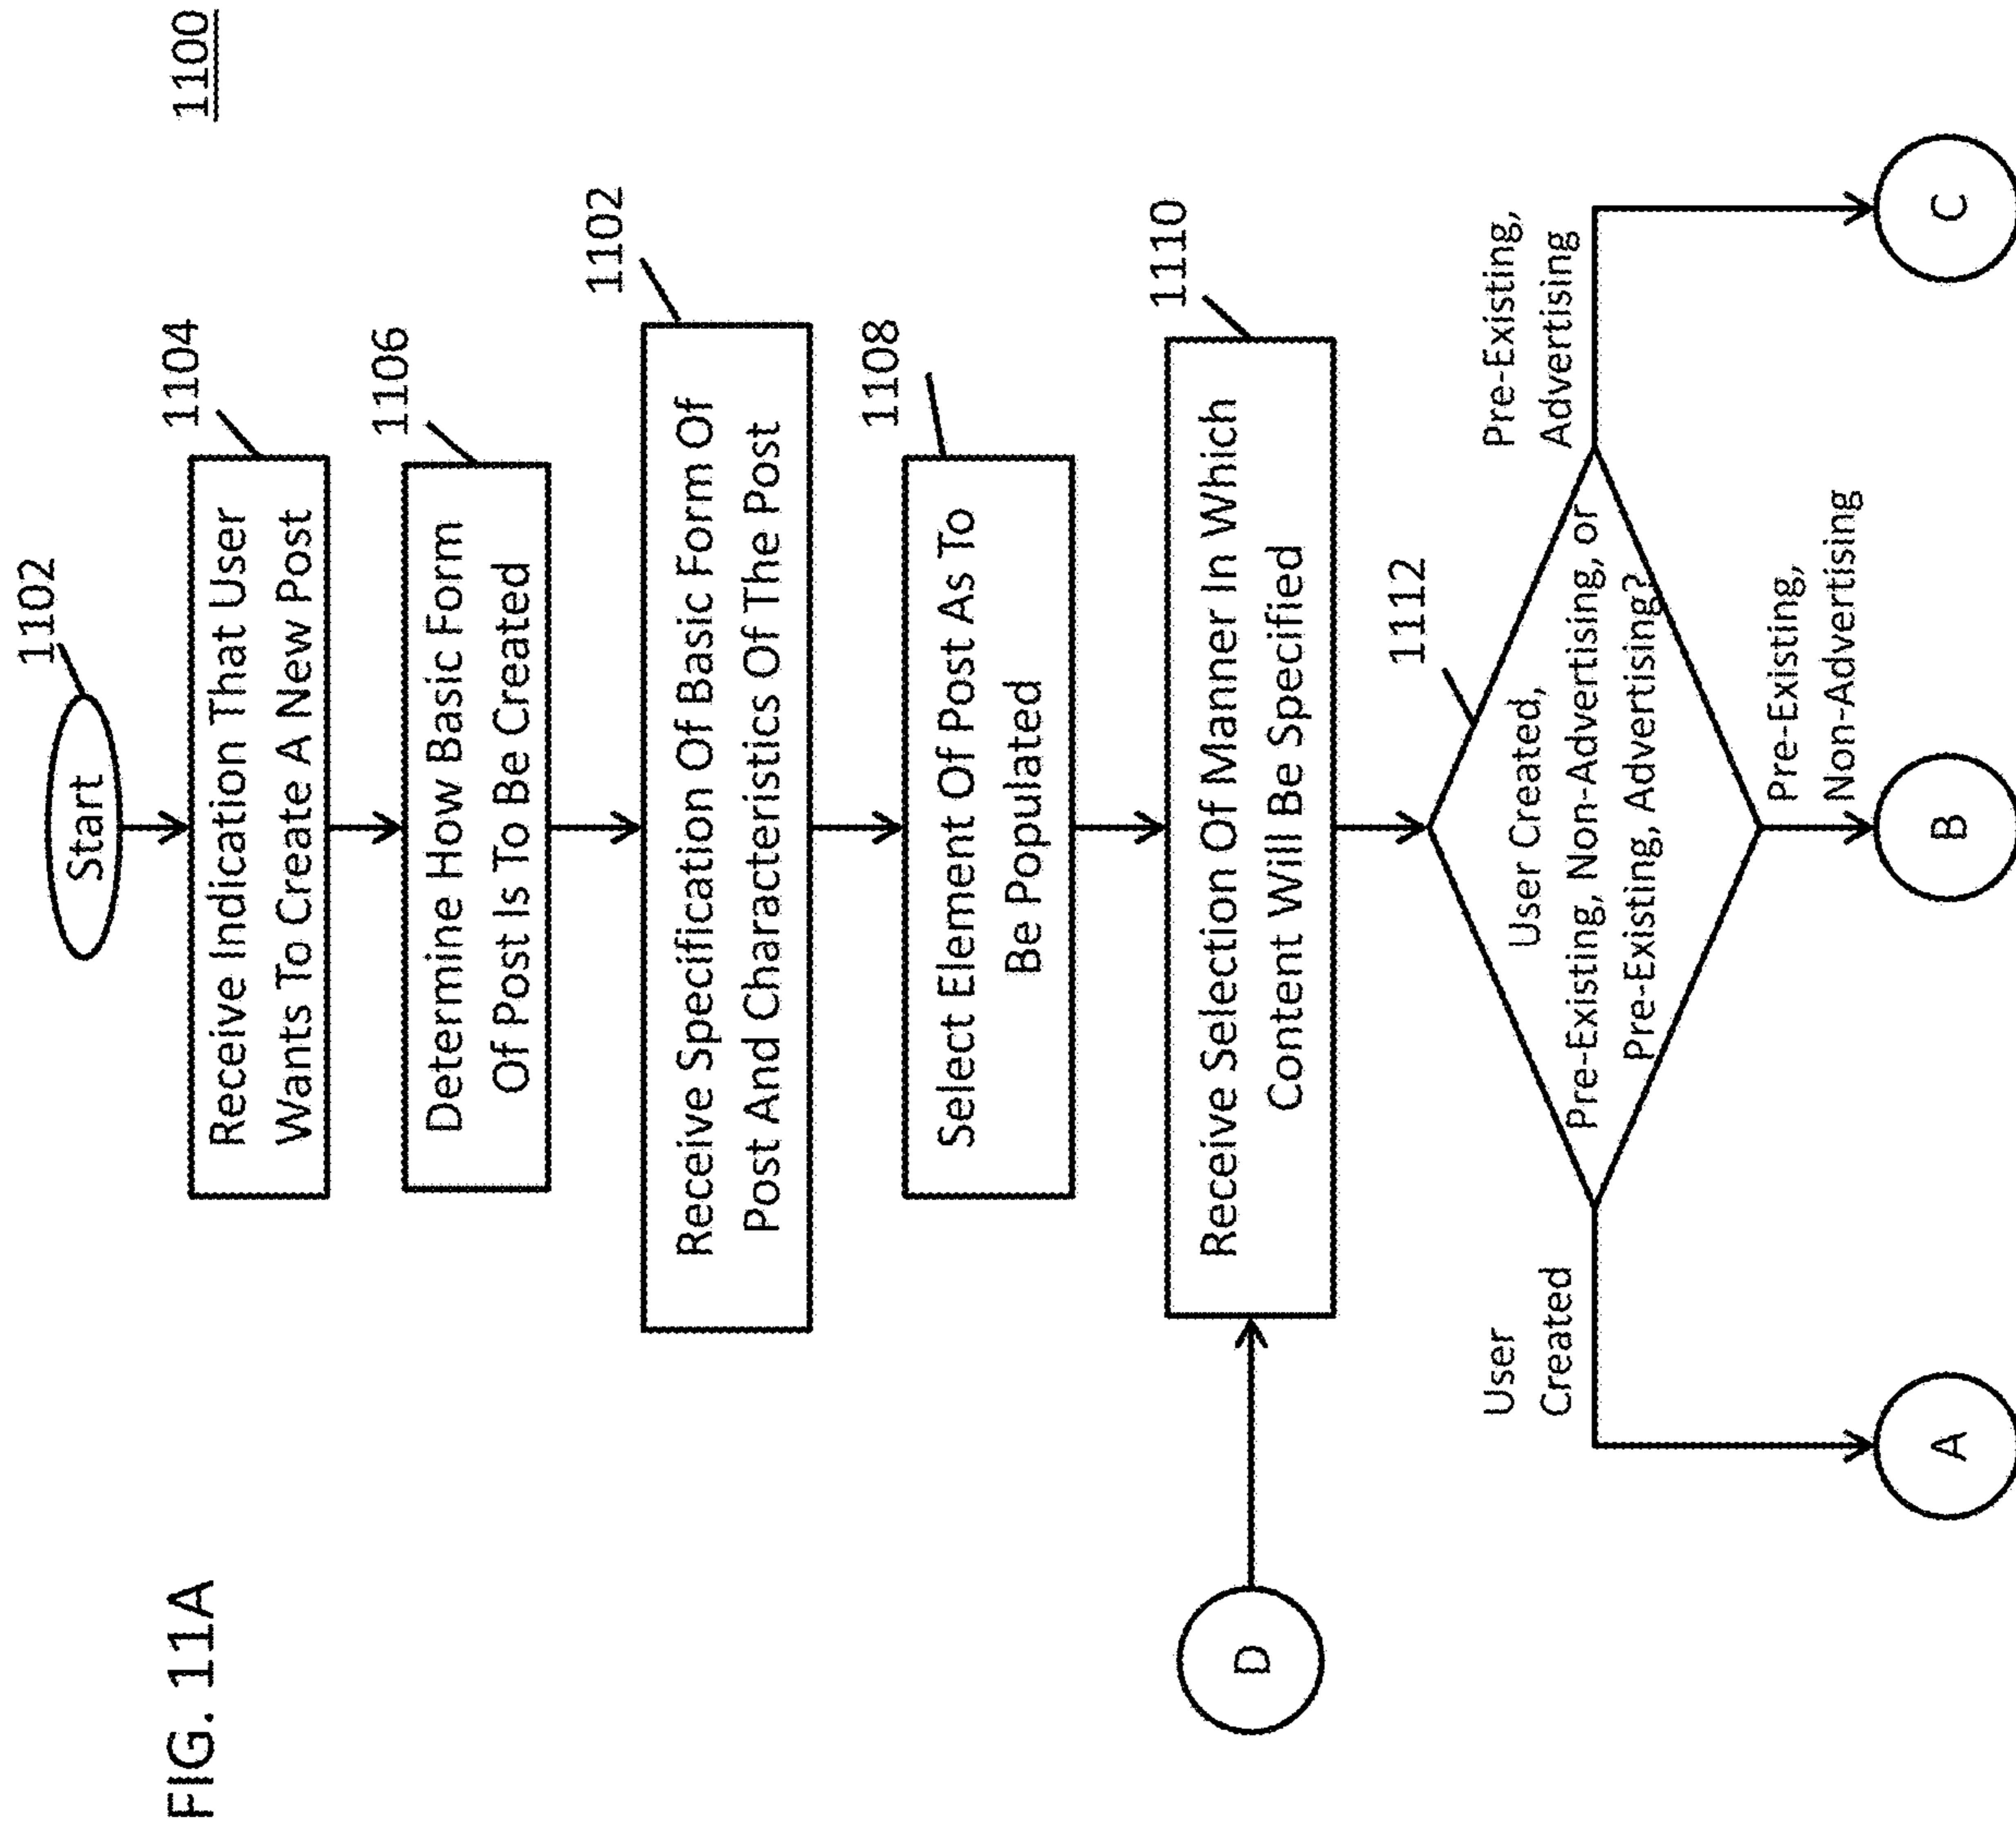 FIG. 11A
1100
1102
Start
1104
Receive Indication That User
Wants To Create A New Post
1106
Determine How Basic Form
Of Post Is To Be Created
1102
Receive Specification Of Basic Form Of
Post And Characteristics Of The Post
1108
Select Element Of Post As To
Be Populated
1110
Receive Selection Of Manner In Which
Content Will Be Specified
D
1112
User Created,
Pre-Existing, Non-Advertising, or
Pre-Existing, Advertising?
User
Created
Pre-Existing,
Non-Advertising
Pre-Existing,
Advertising
A
B
C